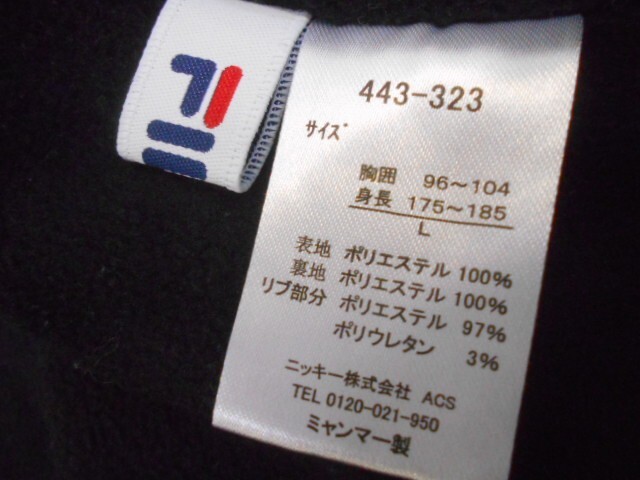 443-323
サイズ
胸囲 96～104
身長 175～185
L
表地 ポリエステル 100%
裏地 ポリエステル 100%
リブ部分 ポリエステル 97%
ポリウレタン 3%
ニッキー株式会社 ACS
TEL 0120-021-950
ミャンマー製